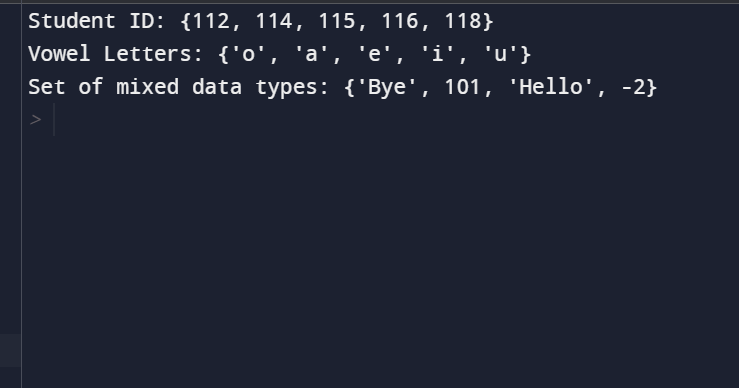 Student ID: {112, 114, 115, 116, 118}
Vowel Letters: {'o', 'a', 'e', 'i', 'u'}
Set of mixed data types: {'Bye', 101, 'Hello', -2}
>